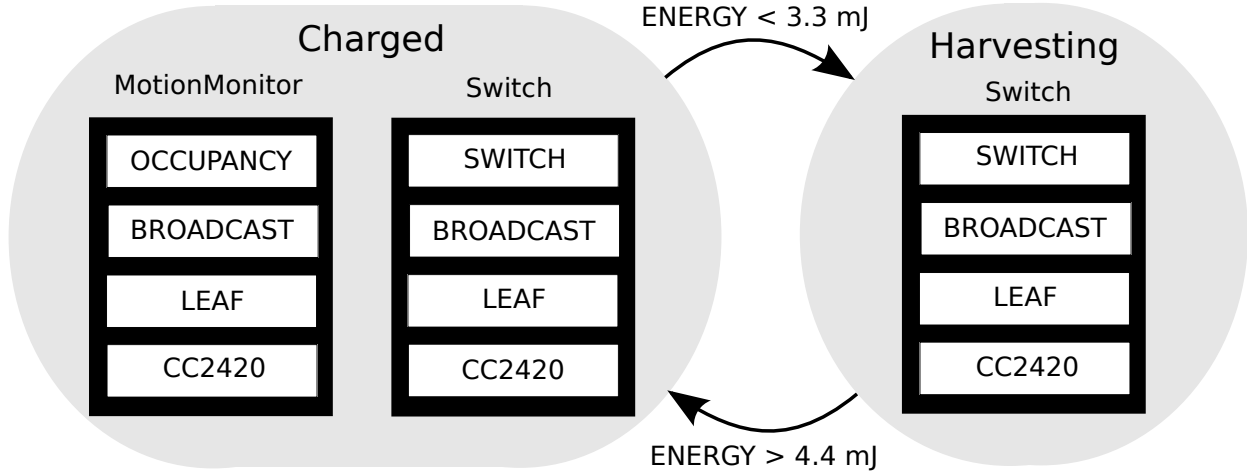 Charged
MotionMonitor
OCCUPANCY
BROADCAST
LEAF
CC2420
Switch
SWITCH
BROADCAST
LEAF
CC2420
ENERGY < 3.3 mJ
ENERGY > 4.4 mJ
Harvesting
Switch
SWITCH
BROADCAST
LEAF
CC2420